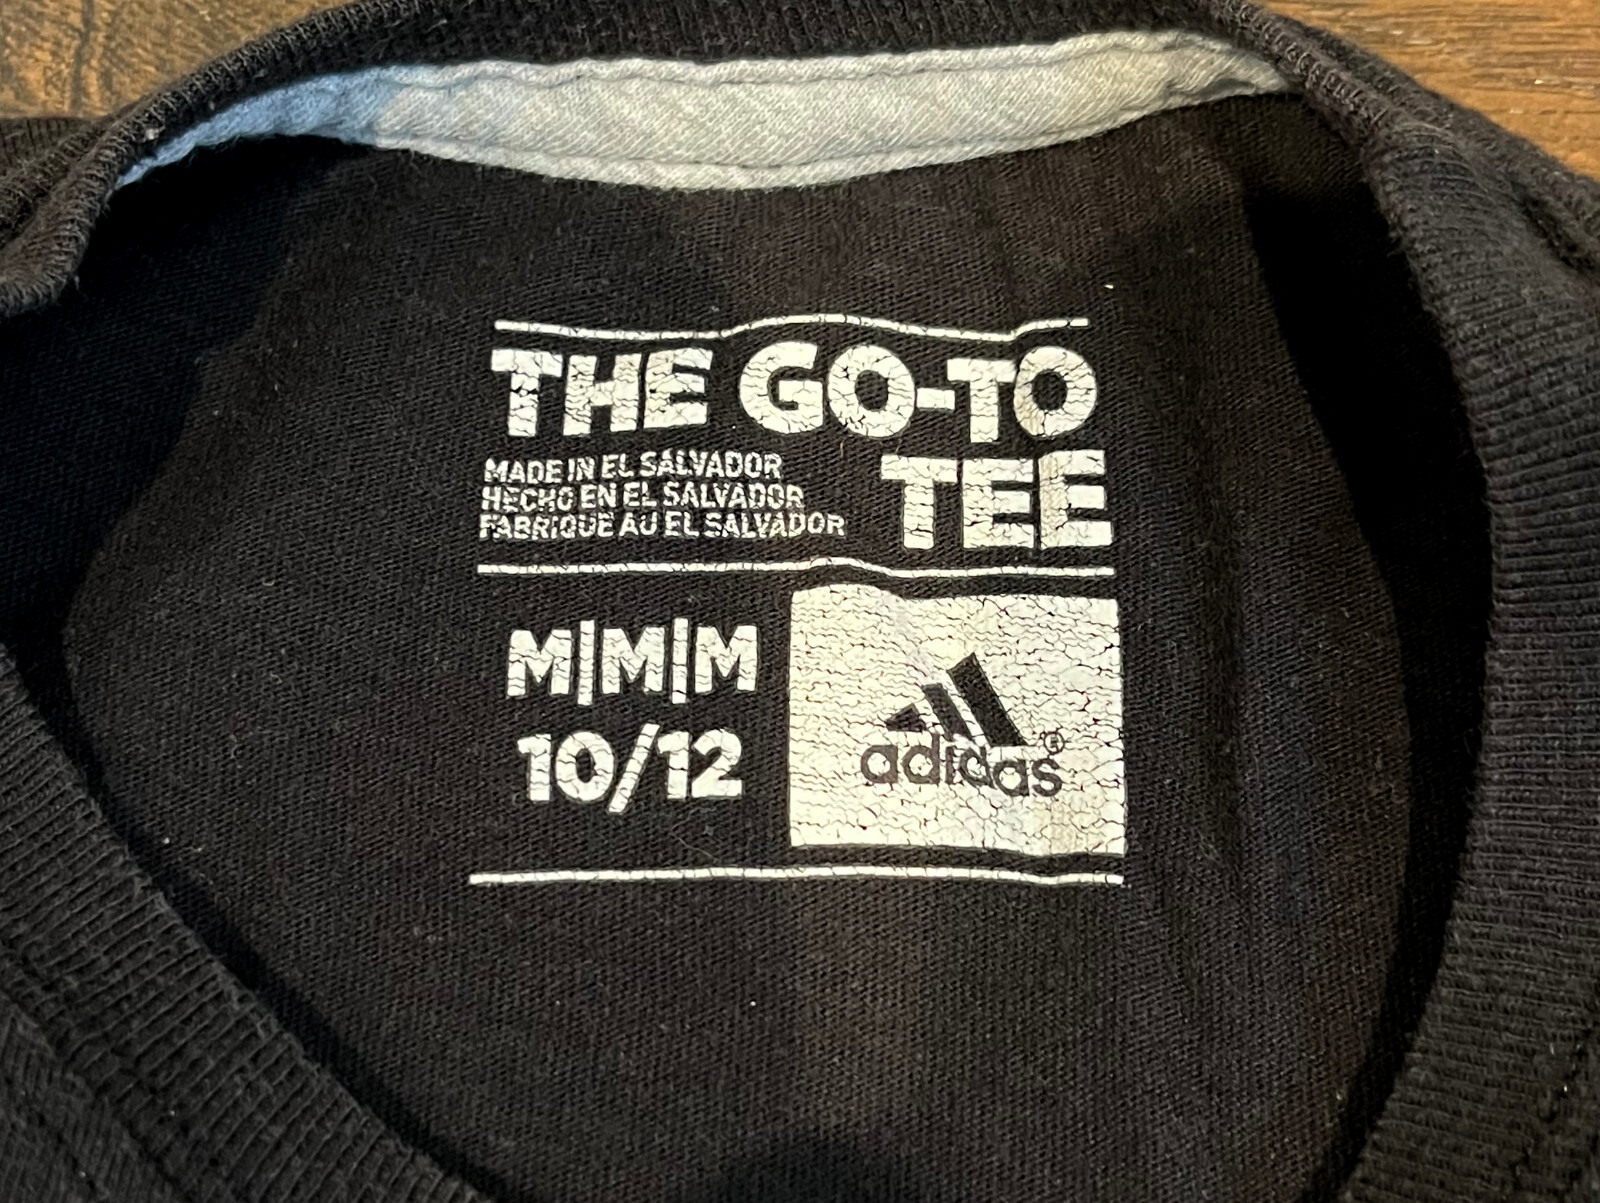 THE GO-TO
TEE
MADE IN EL SALVADOR
HECHO EN EL SALVADOR
FABRIQUE AU EL SALVADOR
M|M|M
10/12
adidas®